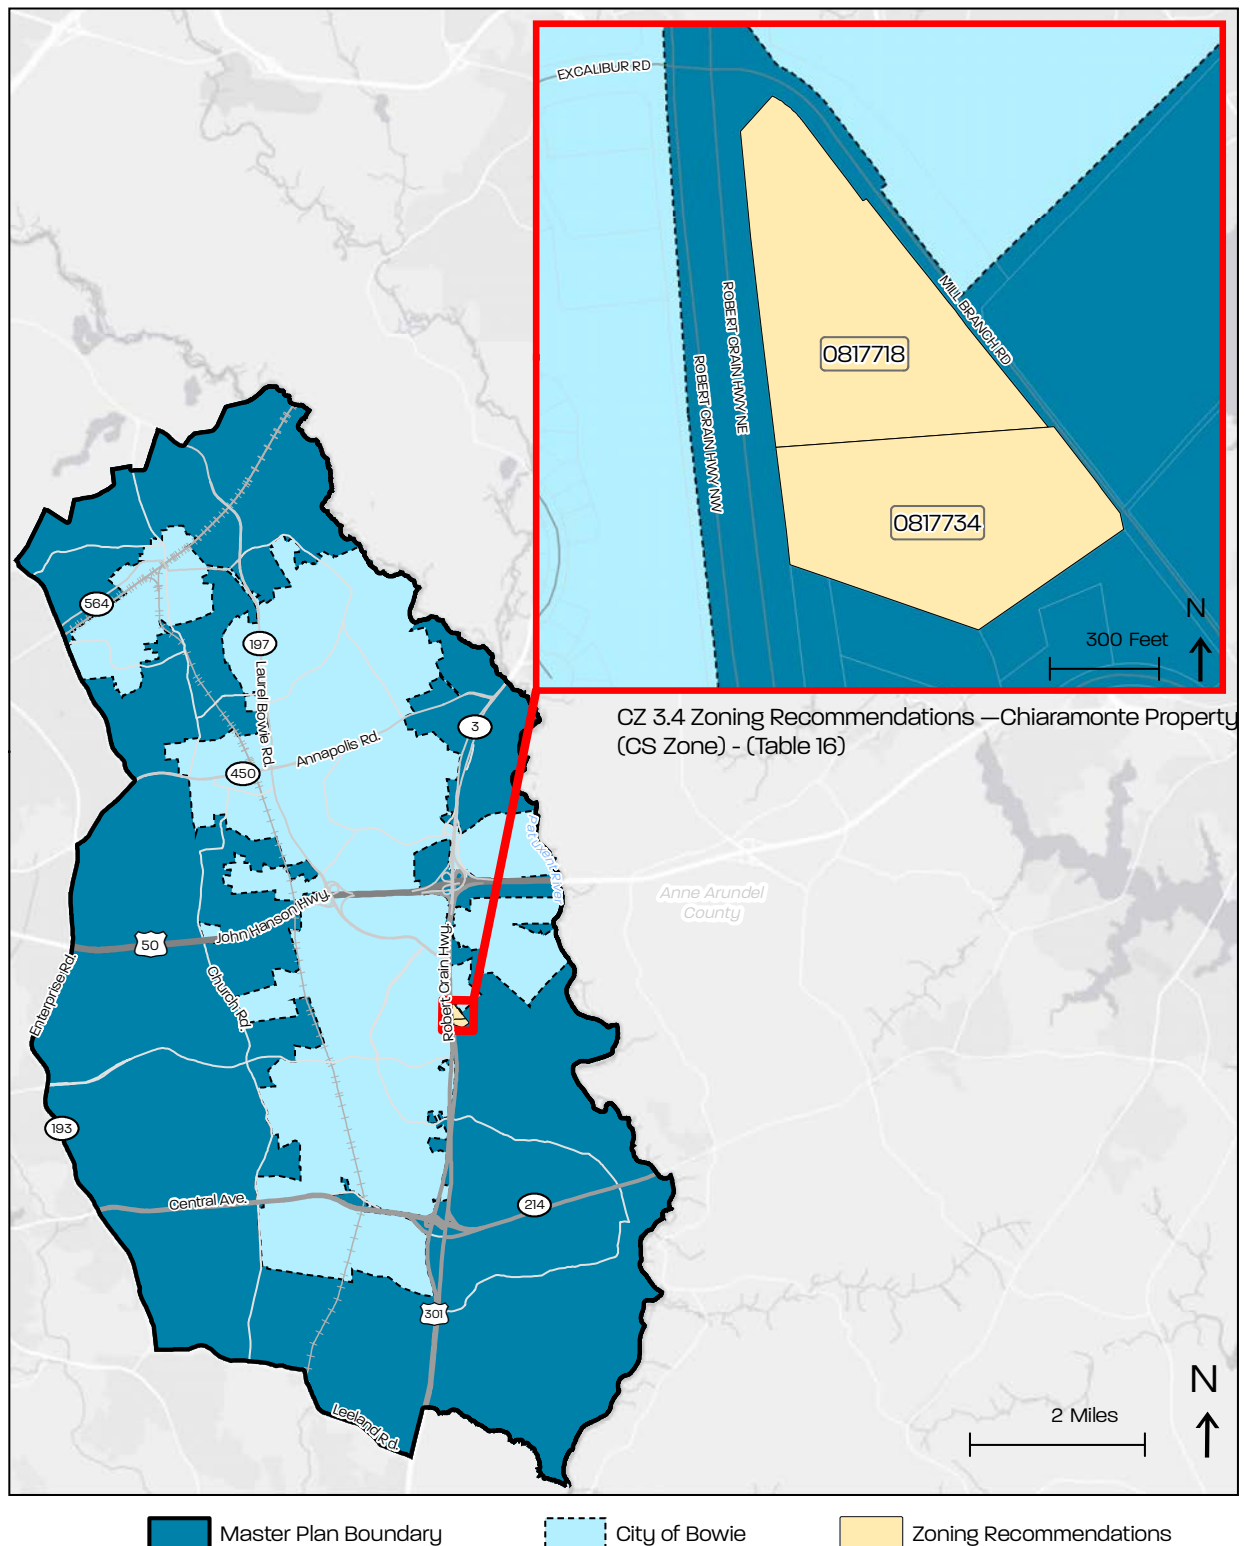 EXCALIBUR RD
MILL BRANCH RD
ROBERT CRAIN HWY NE
ROBERT CRAIN HWY NW
0817718
0817734
N
300 Feet
CZ 3.4 Zoning Recommendations —Chiaramonte Property
(CS Zone) - (Table 16)
564
197
Laurel Bowie Rd.
3
Annapolis Rd.
450
Patuxent River
Anne Arundel
County
John Hanson Hwy.
50
Robert Crain Hwy.
Enterprise Rd.
Church Rd.
193
Central Ave.
214
301
Leeland Rd.
N
2 Miles
Master Plan Boundary
City of Bowie
Zoning Recommendations